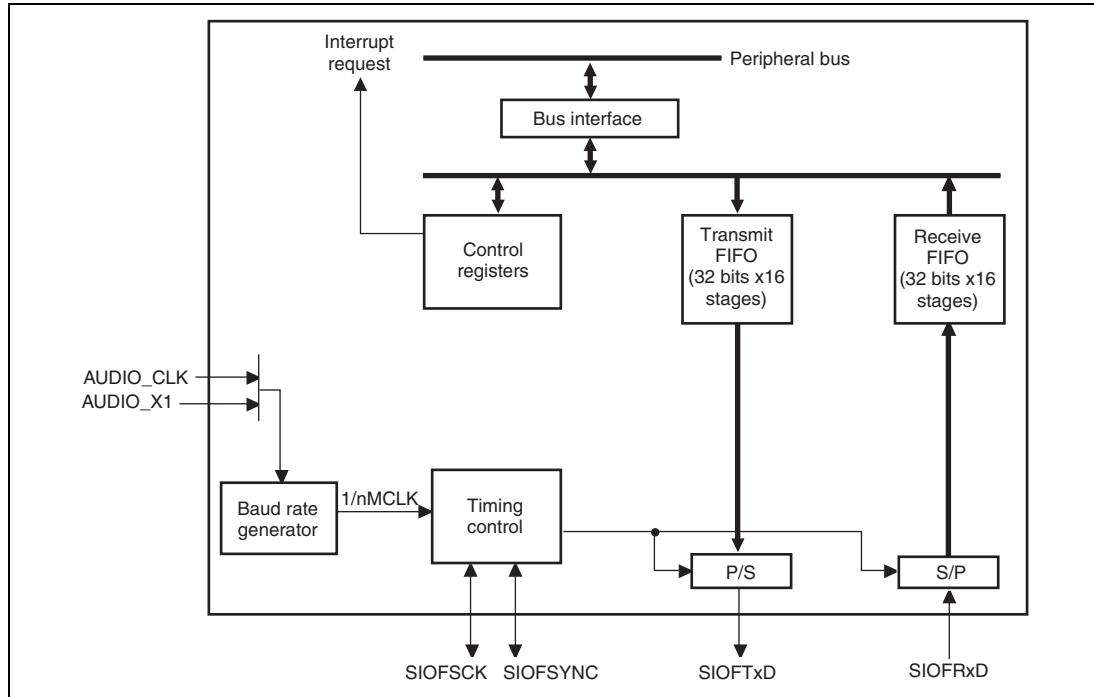 Interrupt
request
Peripheral bus
Bus interface
Control
registers
Transmit
FIFO
(32 bits x16
stages)
Receive
FIFO
(32 bits x16
stages)
AUDIO_CLK
AUDIO_X1
Baud rate
generator
1/nMCLK
Timing
control
P/S
S/P
SIOFSCK
SIOFSYNC
SIOFTxD
SIOFRxD